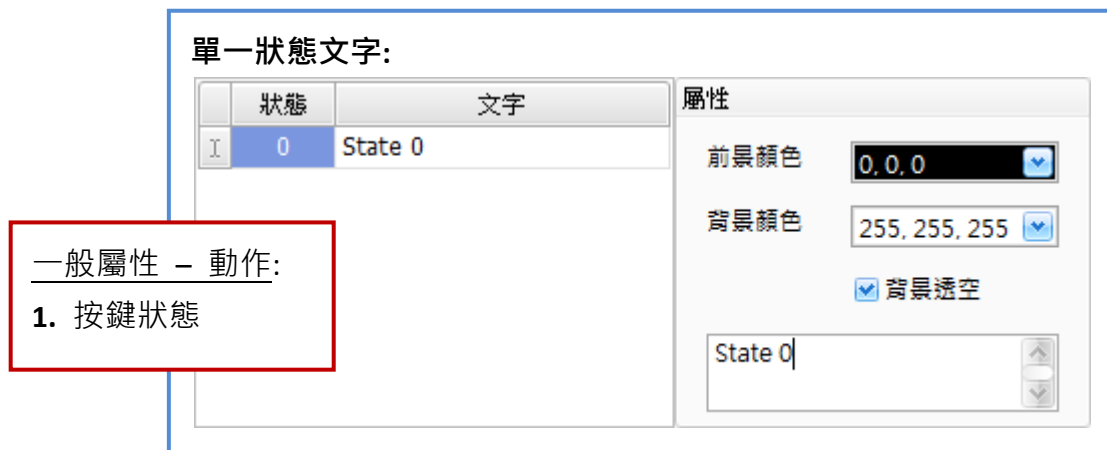 單一狀態文字:
狀態 文字
0 State 0
屬性
前景顏色 0, 0, 0
背景顏色 255, 255, 255
背景透空
State 0
一般屬性 – 動作:
1. 按鍵狀態